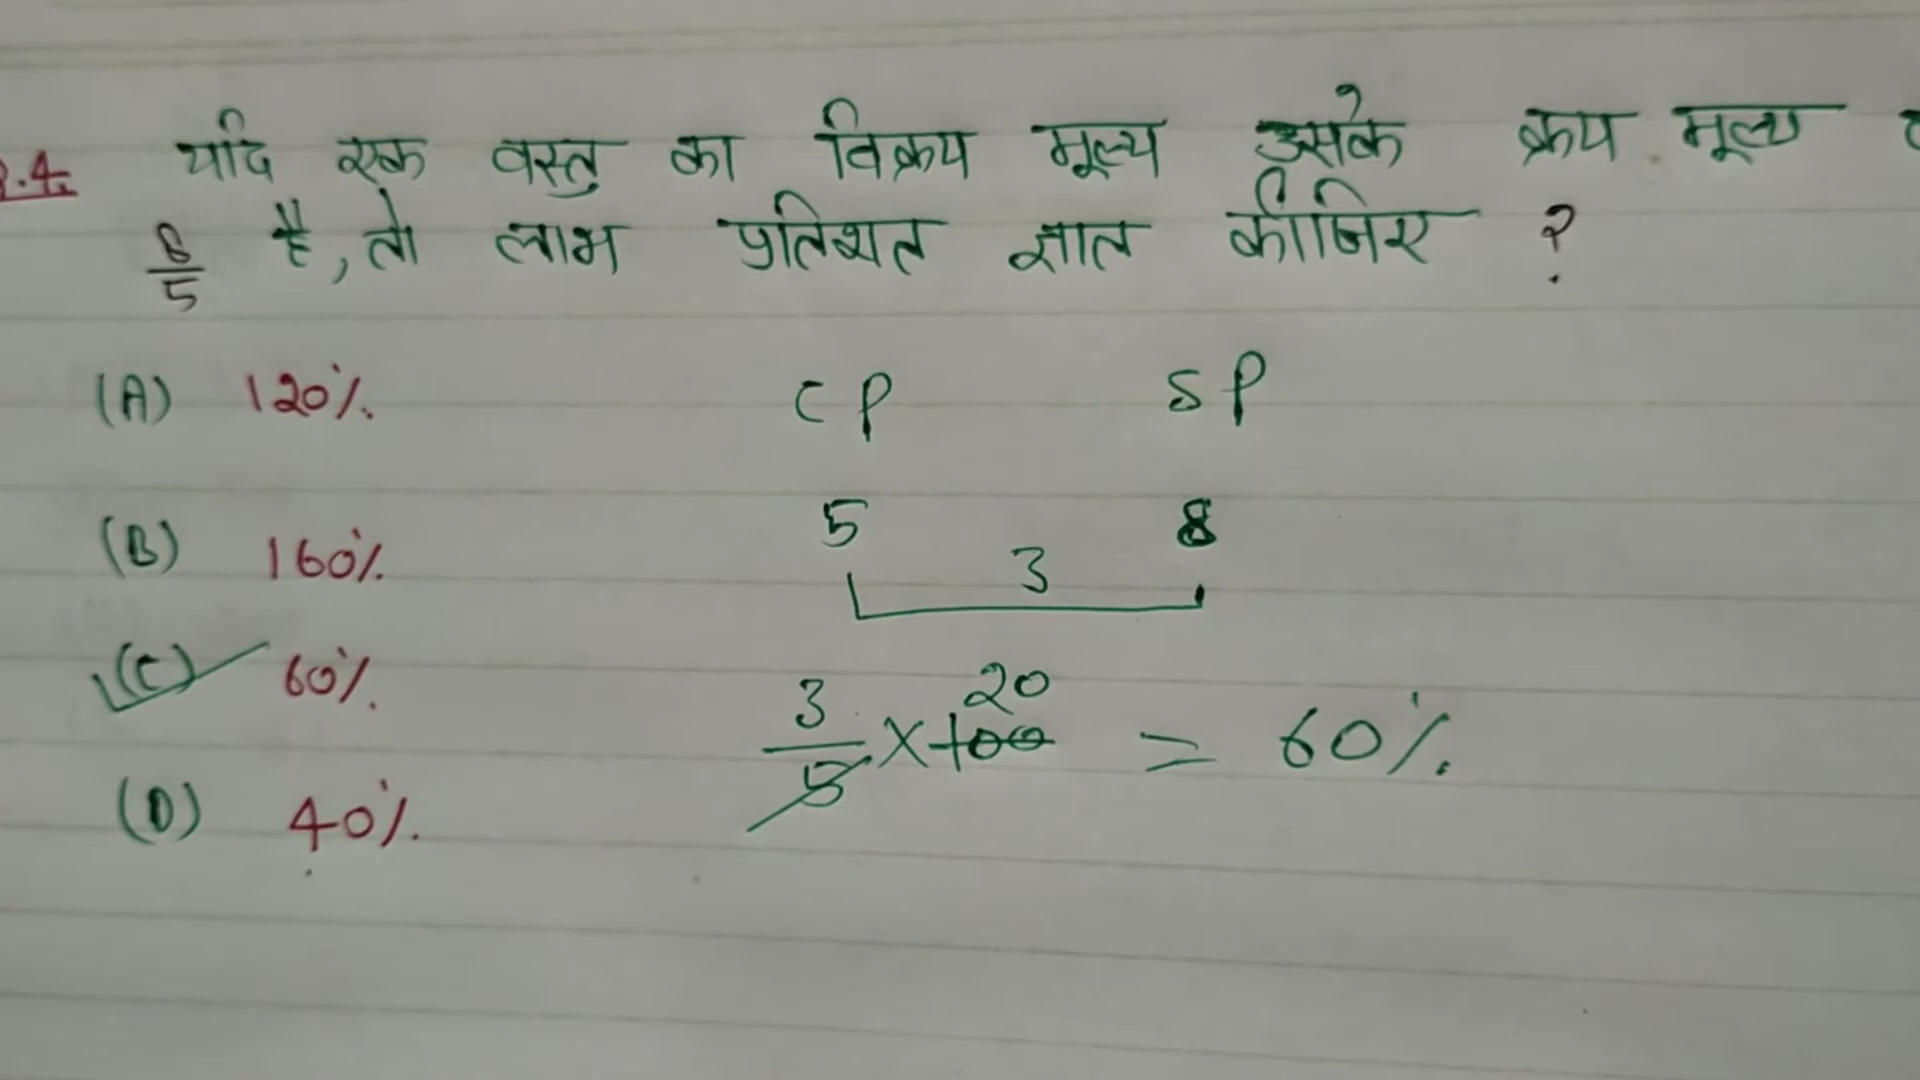 .4. यदि एक वस्तु का विक्रय मूल्य उसके क्रय मूल्य
8/5 है, तो लाभ प्रतिशत ज्ञात कीजिए ?
(A) 120%.
CP SP
5 8
3
(B) 160%.
(C) 60%.
20
3/5 × 100 = 60%.
(D) 40%.